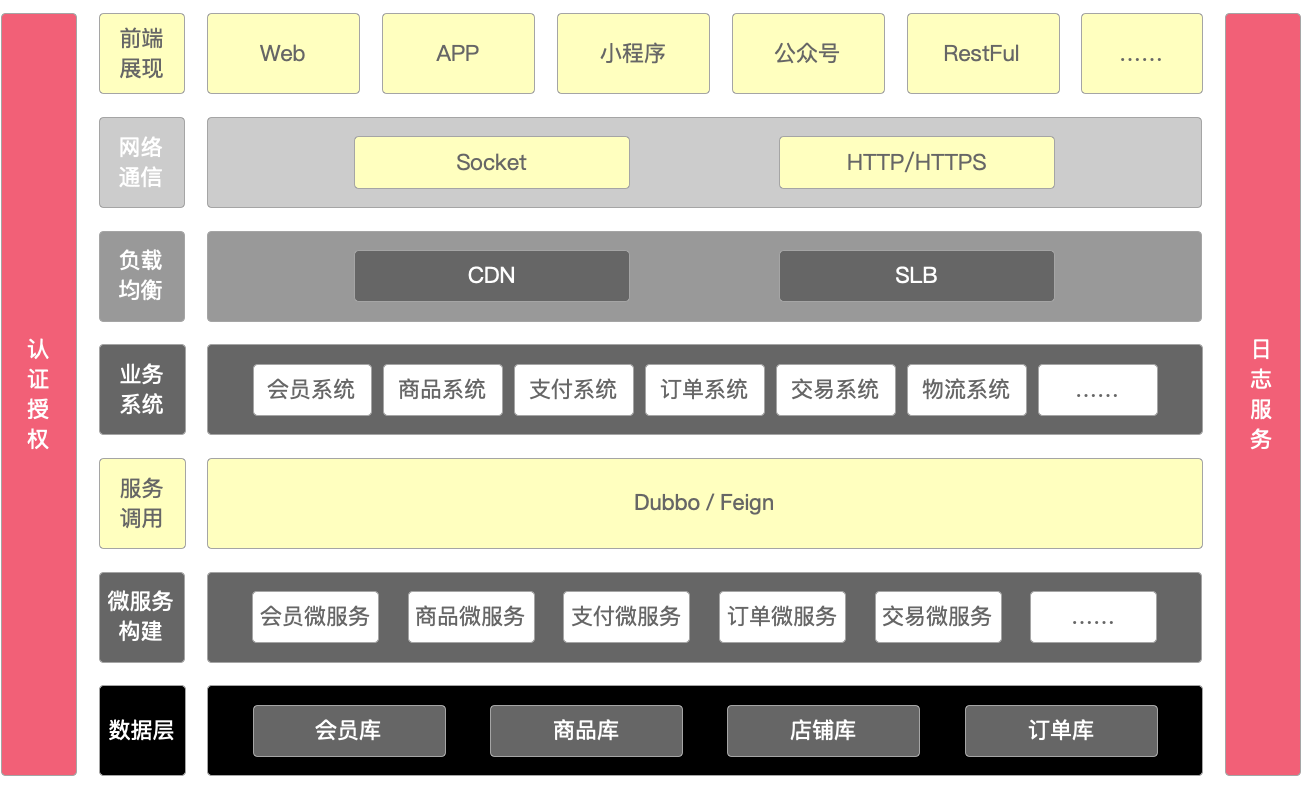 认
证
授
权
前端
展现
Web
APP
小程序
公众号
RestFul
......
网络
通信
Socket
HTTP/HTTPS
负载
均衡
CDN
SLB
业务
系统
会员系统
商品系统
支付系统
订单系统
交易系统
物流系统
......
服务
调用
Dubbo / Feign
微服务
构建
会员微服务
商品微服务
支付微服务
订单微服务
交易微服务
......
数据层
会员库
商品库
店铺库
订单库
日
志
服
务